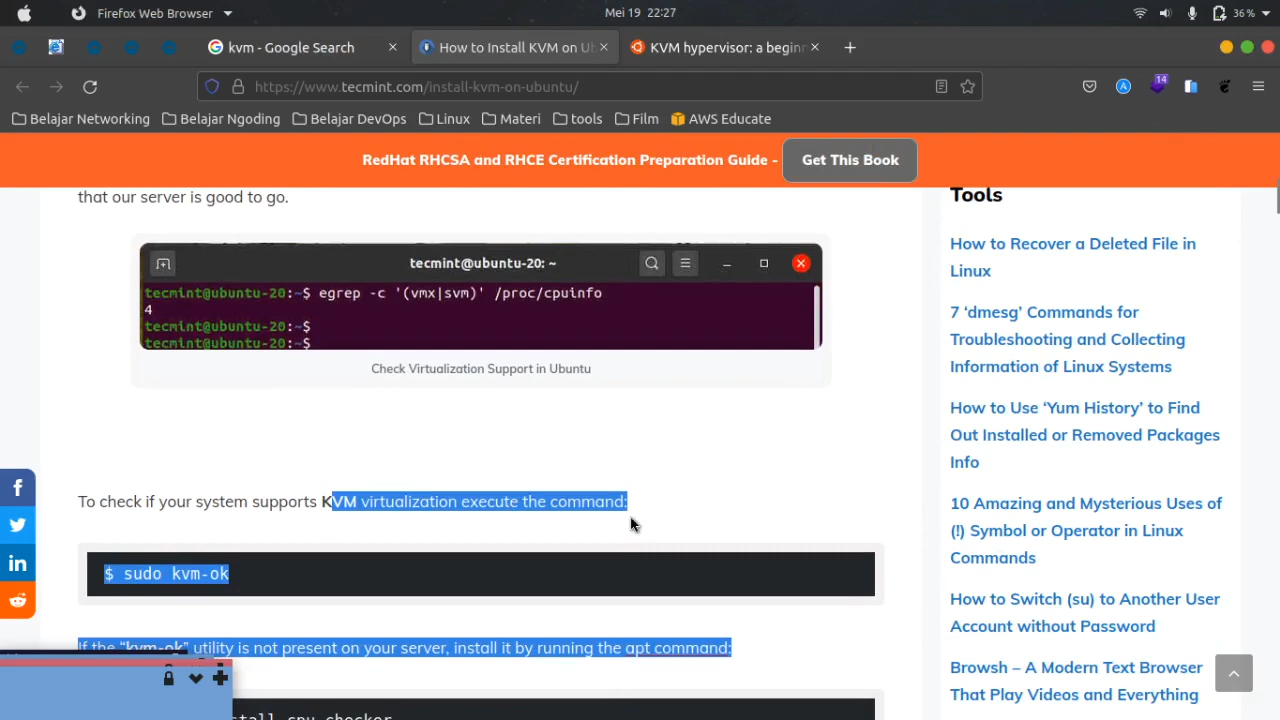 Firefox Web Browser
Mei 19 22:27
36 %
kvm - Google Search
How to Install KVM on Ub
KVM hypervisor: a beginn
https://www.tecmint.com/install-kvm-on-ubuntu/
14
Belajar Networking
Belajar Ngoding
Belajar DevOps
Linux
Materi
tools
Film
AWS Educate
RedHat RHCSA and RHCE Certification Preparation Guide -
Get This Book
that our server is good to go.
tecmint@ubuntu-20: ~
tecmint@ubuntu-20:~$ egrep -c '(vmx|svm)' /proc/cpuinfo
4
tecmint@ubuntu-20:~$
tecmint@ubuntu-20:~$
Check Virtualization Support in Ubuntu
To check if your system supports KVM virtualization execute the command:
$ sudo kvm-ok
If the “kvm-ok” utility is not present on your server, install it by running the apt command:
Tools
How to Recover a Deleted File in
Linux
7 ‘dmesg’ Commands for
Troubleshooting and Collecting
Information of Linux Systems
How to Use ‘Yum History’ to Find
Out Installed or Removed Packages
Info
10 Amazing and Mysterious Uses of
(!) Symbol or Operator in Linux
Commands
How to Switch (su) to Another User
Account without Password
Browsh – A Modern Text Browser
That Play Videos and Everything